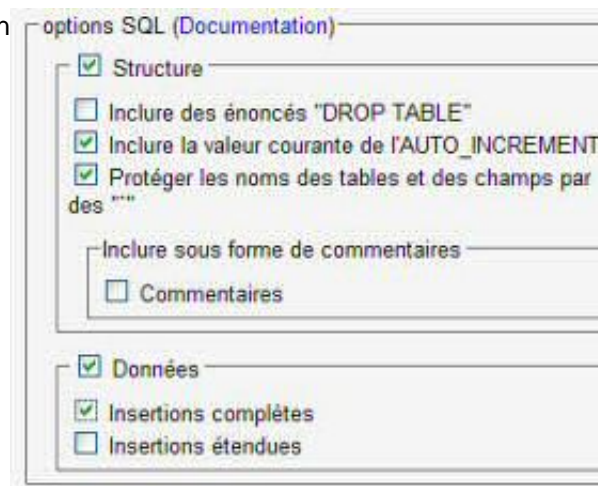 n options SQL (Documentation)
Structure
Inclure des énoncés "DROP TABLE"
Inclure la valeur courante de l'AUTO_INCREMENT
Protéger les noms des tables et des champs par
des "`"
Inclure sous forme de commentaires
Commentaires
Données
Insertions complètes
Insertions étendues